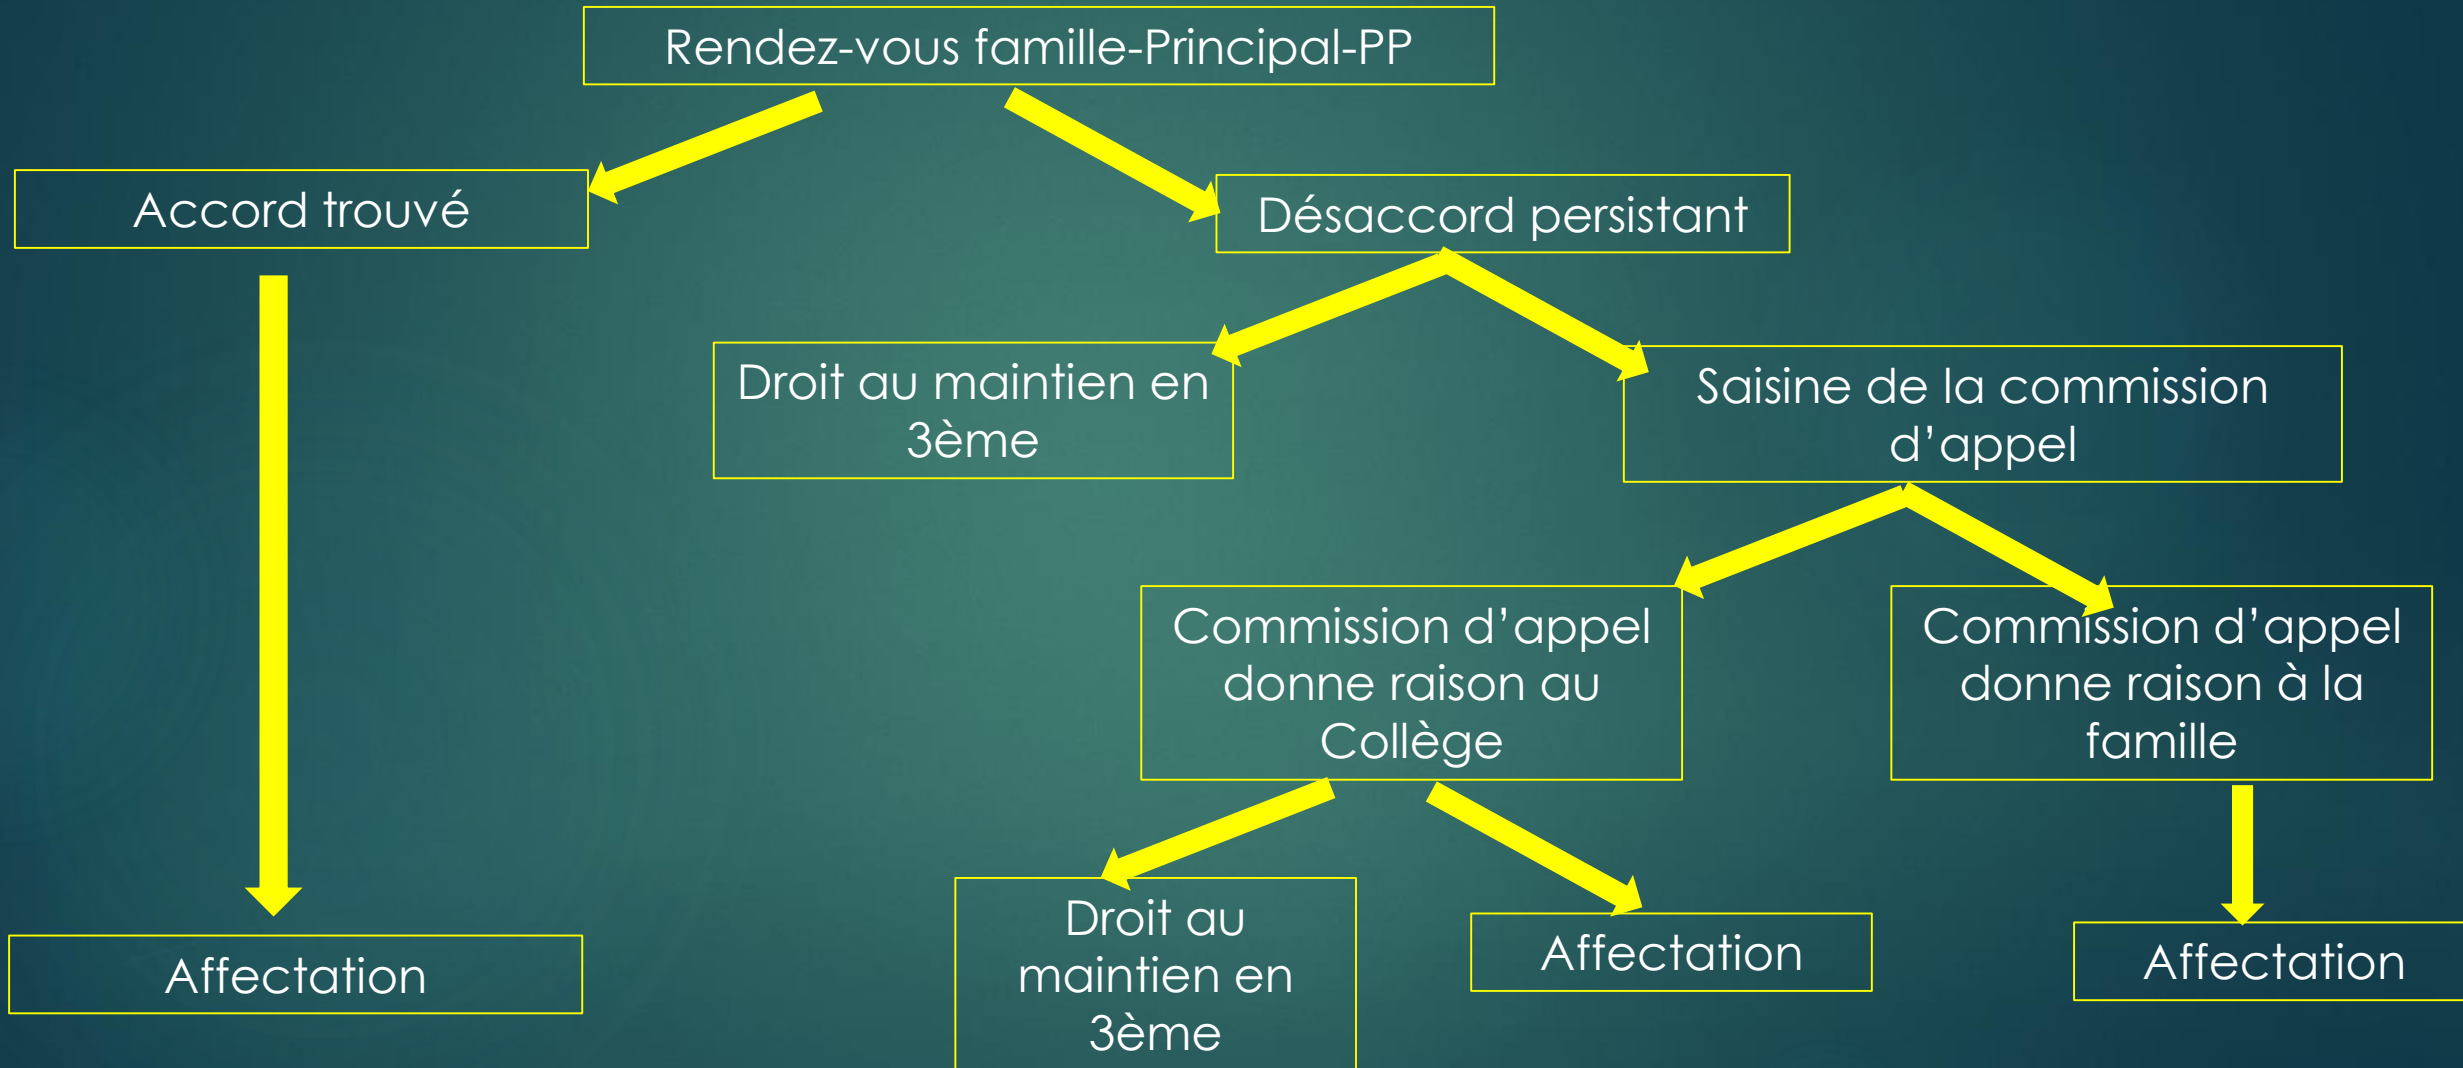 Rendez-vous famille-Principal-PP
Accord trouvé
Désaccord persistant
Droit au maintien en
3ème
Saisine de la commission
d’appel
Commission d’appel
donne raison au
Collège
Commission d’appel
donne raison à la
famille
Affectation
Droit au
maintien en
3ème
Affectation
Affectation